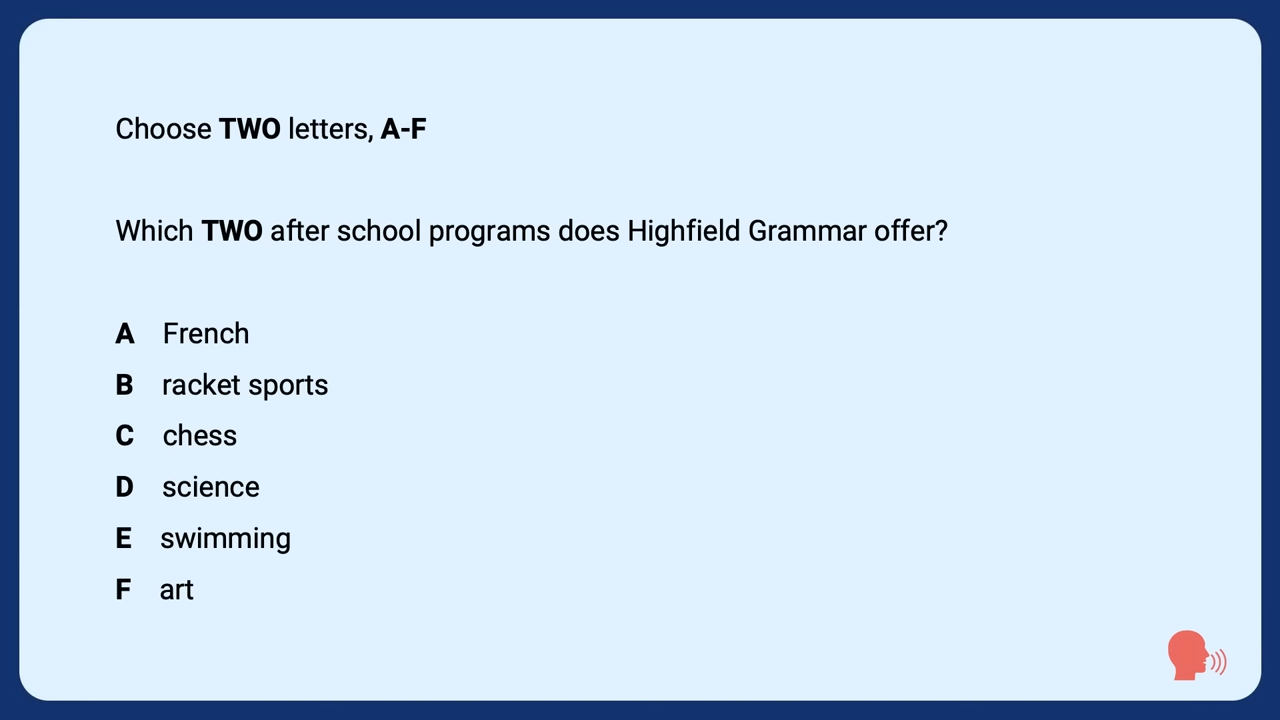 Choose TWO letters, A-F
Which TWO after school programs does Highfield Grammar offer?
A French
B racket sports
C chess
D science
E swimming
F art